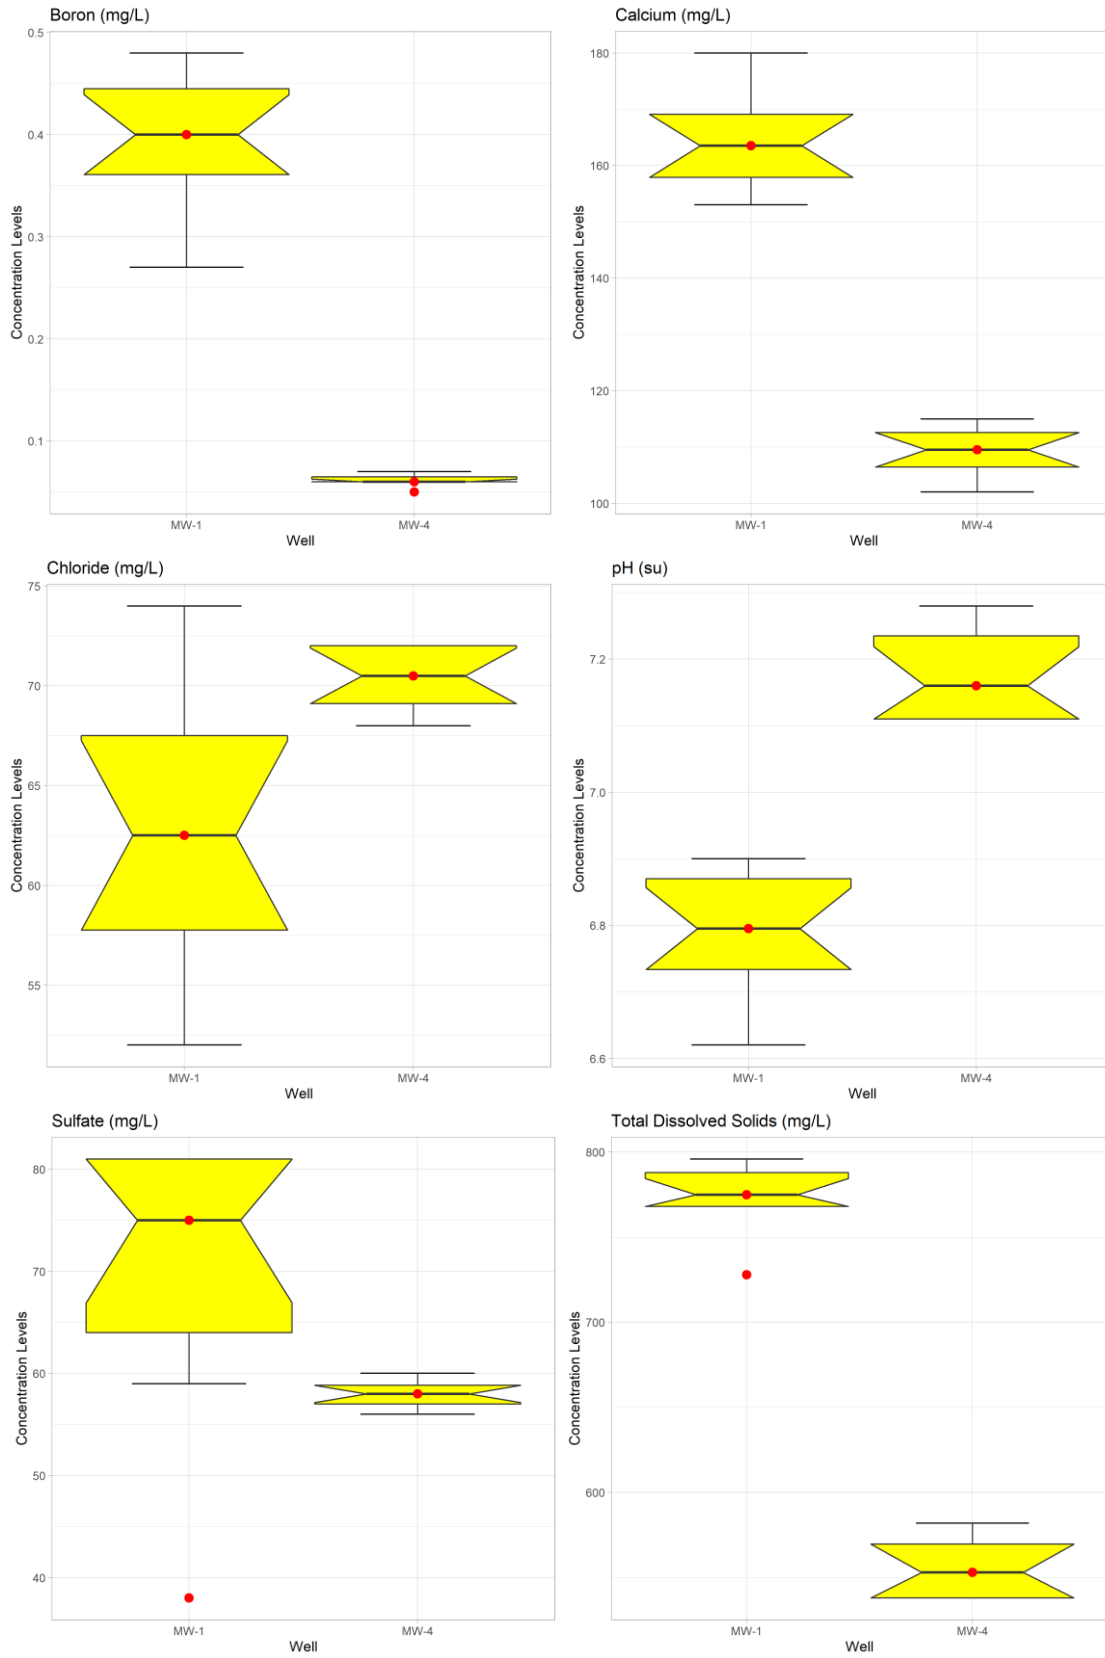 Boron (mg/L)
0.5
0.4
0.3
0.2
0.1
Concentration Levels
MW-1
MW-4
Well
Calcium (mg/L)
180
160
140
120
100
Concentration Levels
MW-1
MW-4
Well
Chloride (mg/L)
75
70
65
60
55
Concentration Levels
MW-1
MW-4
Well
pH (su)
7.2
7.0
6.8
6.6
Concentration Levels
MW-1
MW-4
Well
Sulfate (mg/L)
80
70
60
50
40
Concentration Levels
MW-1
MW-4
Well
Total Dissolved Solids (mg/L)
800
700
600
Concentration Levels
MW-1
MW-4
Well